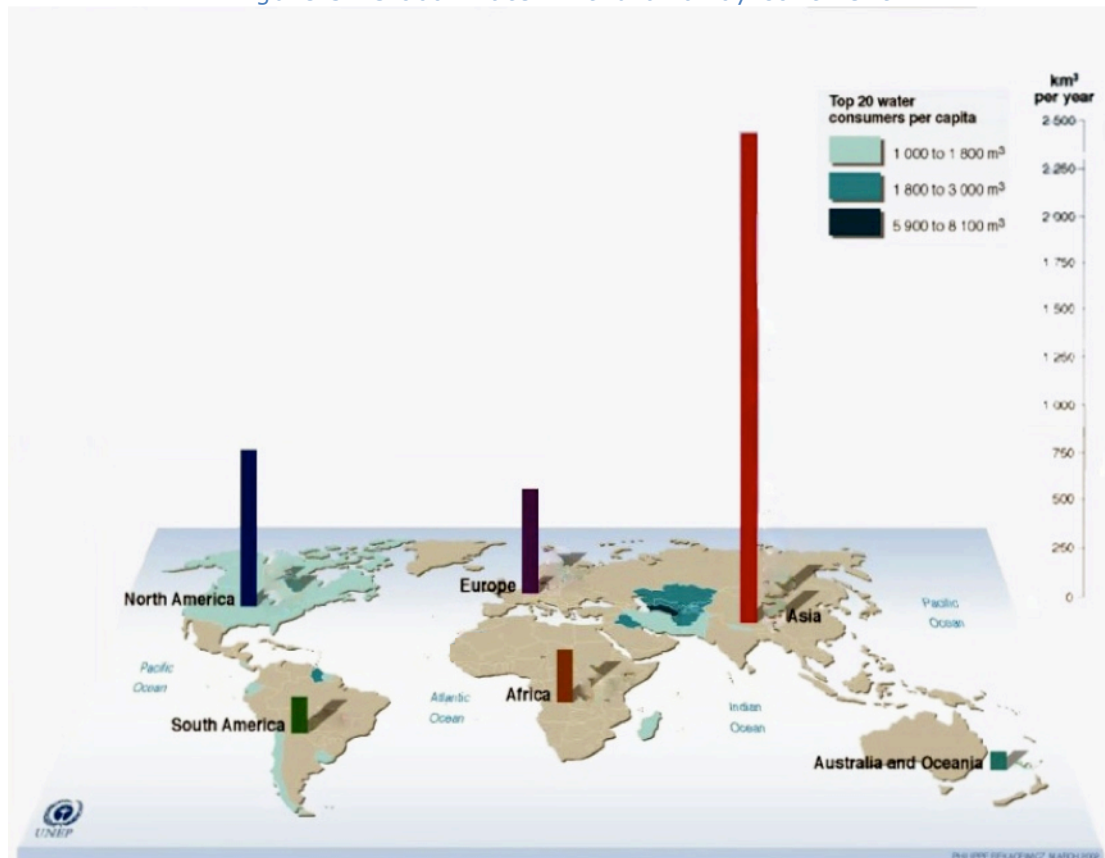 Top 20 water
consumers per capita
1 000 to 1 800 m³
1 800 to 3 000 m³
5 900 to 8 100 m³
km³
per year
2 500
2 250
2 000
1 750
1 500
1 250
1 000
750
500
250
0
North America
Europe
Asia
Pacific
Ocean
Pacific
Ocean
Atlantic
Ocean
Africa
South America
Indian
Ocean
Australia and Oceania
UNEP